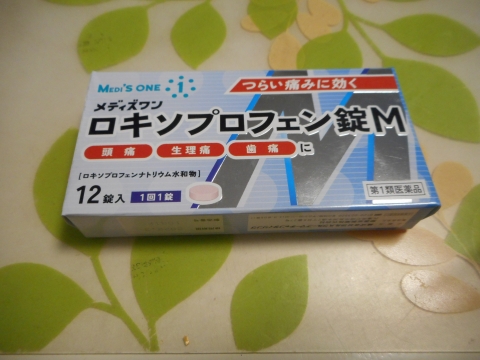 MEDI'S ONE 1
つらい痛みに効く
メディズワン
ロキソプロフェン錠M
頭痛 生理痛 歯痛 に
[ロキソプロフェンナトリウム水和物]
12錠入 1回1錠
第1類医薬品